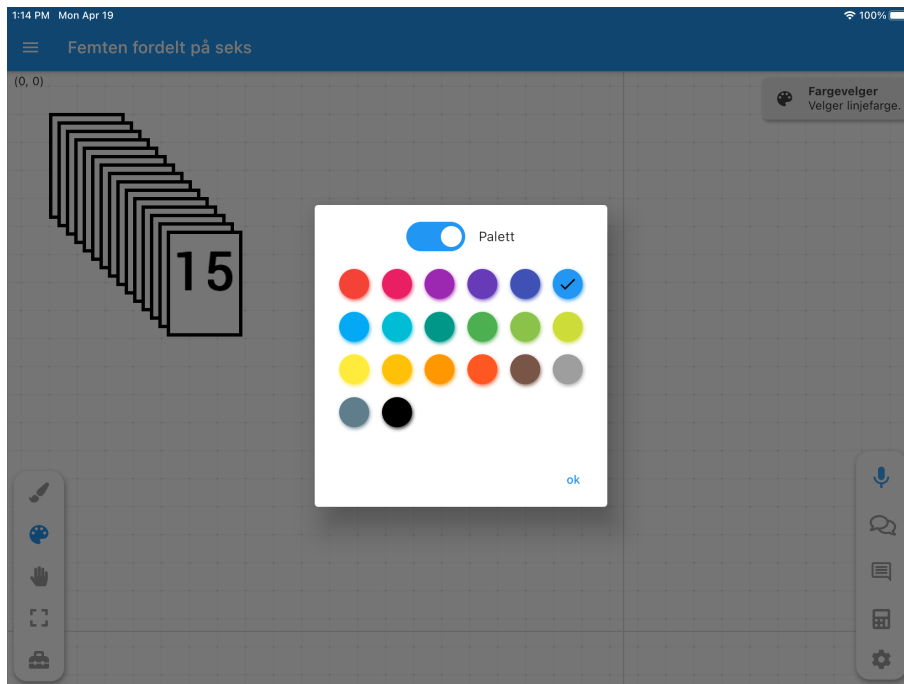 1:14 PM Mon Apr 19
100%
Femten fordelt på seks
(0, 0)
Fargevelger
Velger linjefarge.
15
Palett
ok